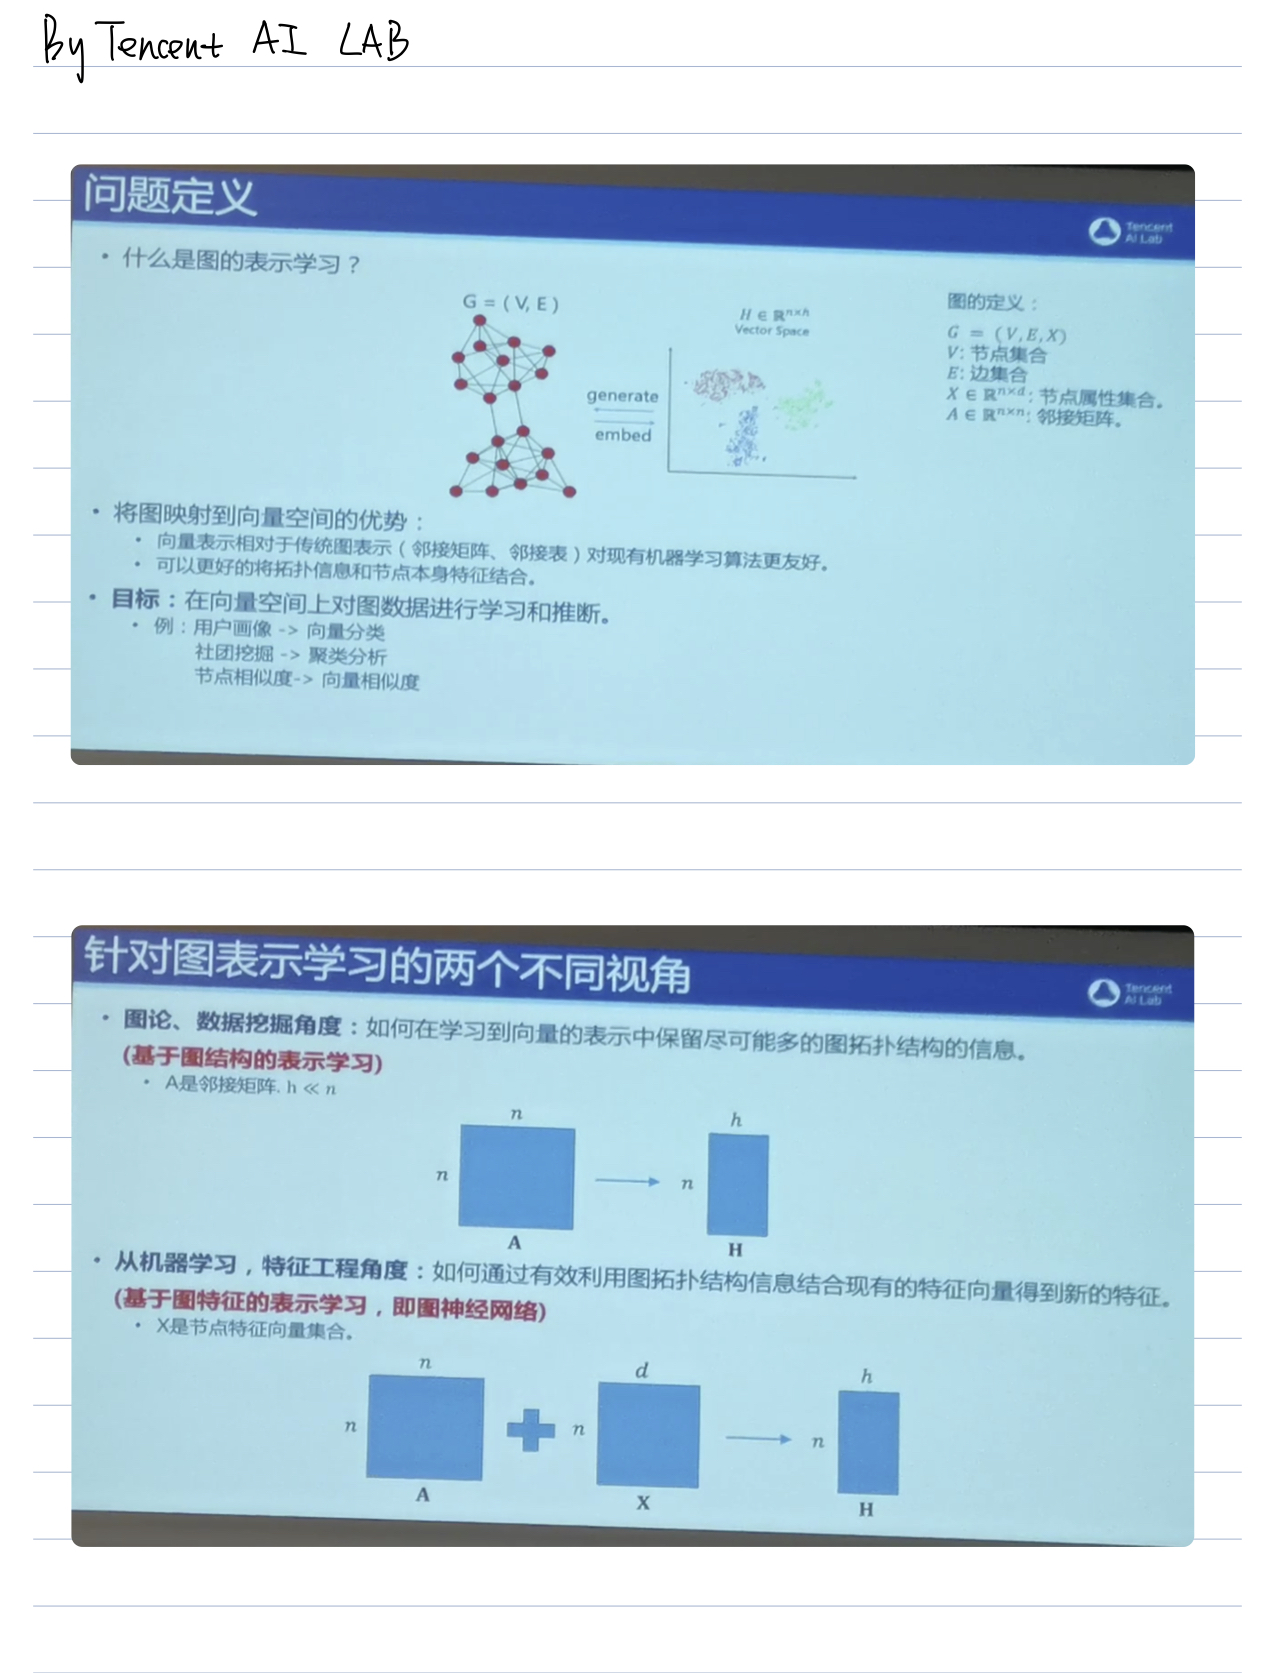 By Tencent AI LAB
问题定义
Tencent
AI Lab
• 什么是图的表示学习？
G = ( V, E )
generate
embed
H ∈ ℝⁿˣʰ
Vector Space
图的定义：
G = (V,E,X)
V: 节点集合
E: 边集合
X ∈ ℝⁿˣᵈ: 节点属性集合。
A ∈ ℝⁿˣⁿ: 邻接矩阵。
• 将图映射到向量空间的优势：
• 向量表示相对于传统图表示（邻接矩阵、邻接表）对现有机器学习算法更友好。
• 可以更好的将拓扑信息和节点本身特征结合。
• 目标：在向量空间上对图数据进行学习和推断。
• 例：用户画像 -> 向量分类
社团挖掘 -> 聚类分析
节点相似度-> 向量相似度
针对图表示学习的两个不同视角
Tencent
AI Lab
• 图论、数据挖掘角度：如何在学习到向量的表示中保留尽可能多的图拓扑结构的信息。
(基于图结构的表示学习)
• A是邻接矩阵. h ≪ n
n
n
A
h
n
H
• 从机器学习，特征工程角度：如何通过有效利用图拓扑结构信息结合现有的特征向量得到新的特征。
(基于图特征的表示学习，即图神经网络)
• X是节点特征向量集合。
n
n
A
d
n
X
h
n
H